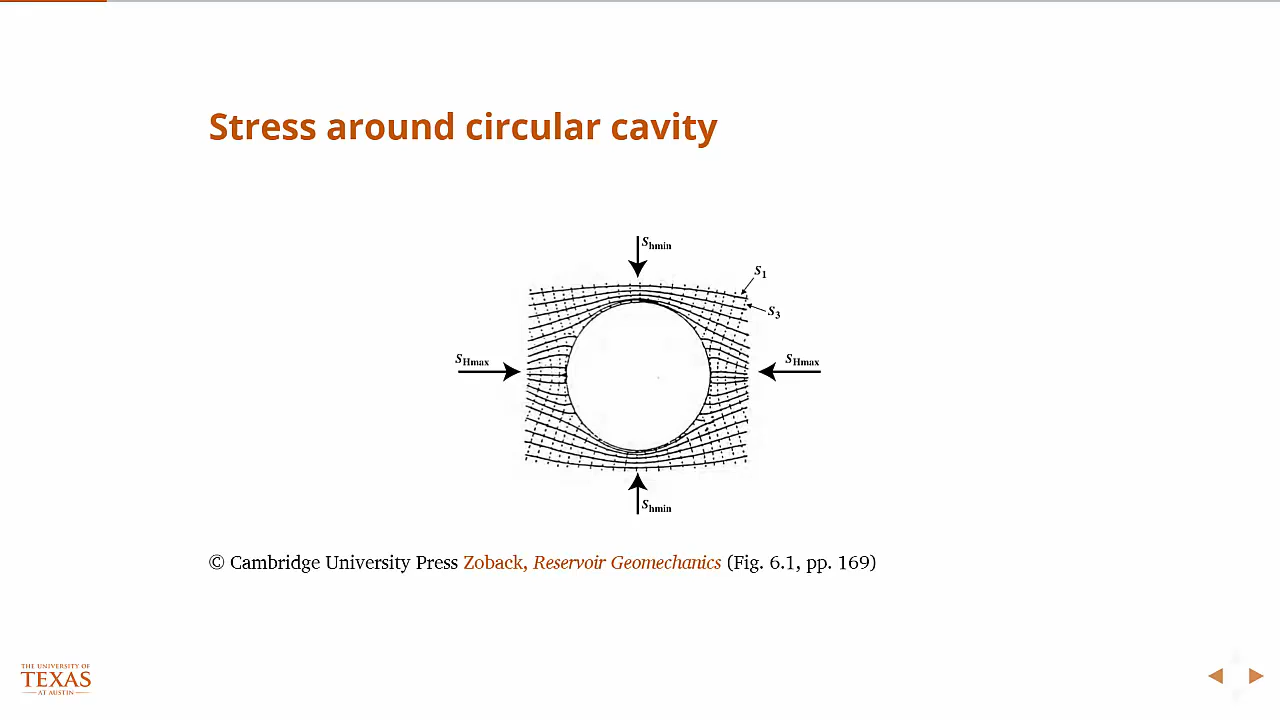 Stress around circular cavity
Shmin
S1
S3
SHmax
SHmax
Shmin
© Cambridge University Press Zoback, Reservoir Geomechanics (Fig. 6.1, pp. 169)
THE UNIVERSITY OF
TEXAS
AT AUSTIN